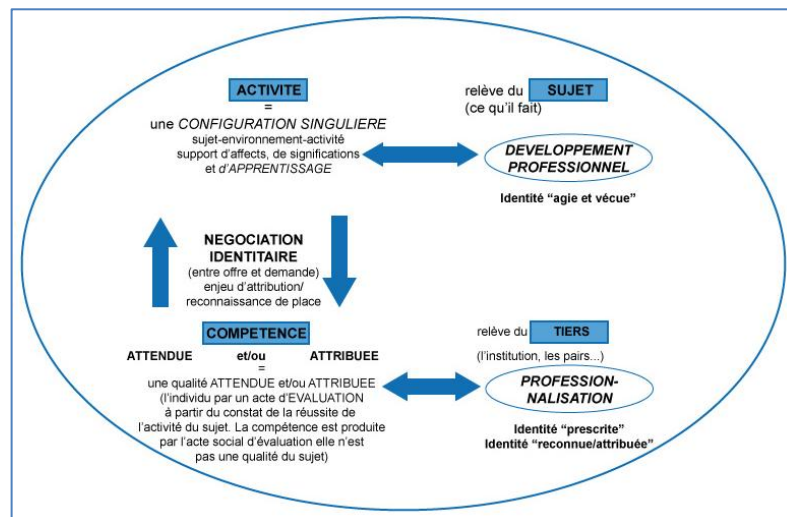 ACTIVITE
=
une CONFIGURATION SINGULIERE
sujet-environnement-activité
support d'affects, de significations
et d'APPRENTISSAGE
relève du SUJET
(ce qu'il fait)
DEVELOPPEMENT
PROFESSIONNEL
Identité "agie et vécue"
NEGOCIATION
IDENTITAIRE
(entre offre et demande)
enjeu d'attribution/
reconnaissance de place
COMPETENCE
ATTENDUE et/ou ATTRIBUEE
=
une qualité ATTENDUE et/ou ATTRIBUEE
(l'individu par un acte d'EVALUATION
à partir du constat de la réussite de
l'activité du sujet. La compétence est produite
par l'acte social d'évaluation elle n'est
pas une qualité du sujet)
relève du TIERS
(l'institution, les pairs...)
PROFESSION-
NALISATION
Identité "prescrite"
Identité "reconnue/attribuée"